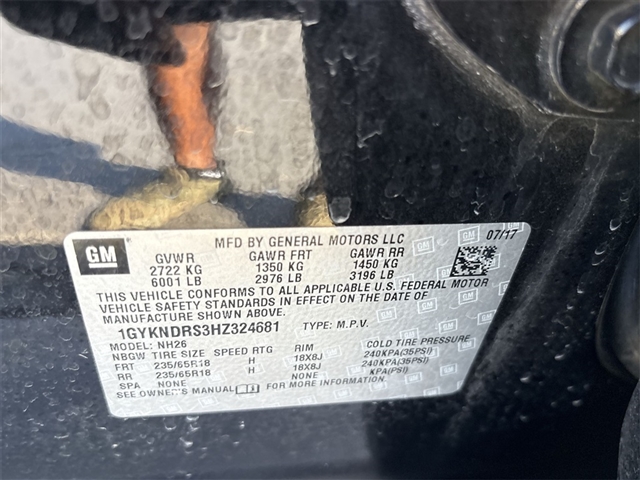 GM
MFD BY GENERAL MOTORS LLC 07/17
GVWR GAWR FRT GAWR RR
2722 KG 1350 KG 1450 KG
6001 LB 2976 LB 3196 LB
THIS VEHICLE CONFORMS TO ALL APPLICABLE U.S. FEDERAL MOTOR
VEHICLE SAFETY STANDARDS IN EFFECT ON THE DATE OF
MANUFACTURE SHOWN ABOVE.
1GYKNDRS3HZ324681 TYPE: M.P.V.
MODEL: NH26
NBGW TIRE SIZE SPEED RTG RIM COLD TIRE PRESSURE
FRT 235/65R18 H 18X8J 240KPA(35PSI)
RR 235/65R18 H 18X8J 240KPA(35PSI)
SPA NONE NONE KPA(PSI)
SEE OWNER'S MANUAL FOR MORE INFORMATION.